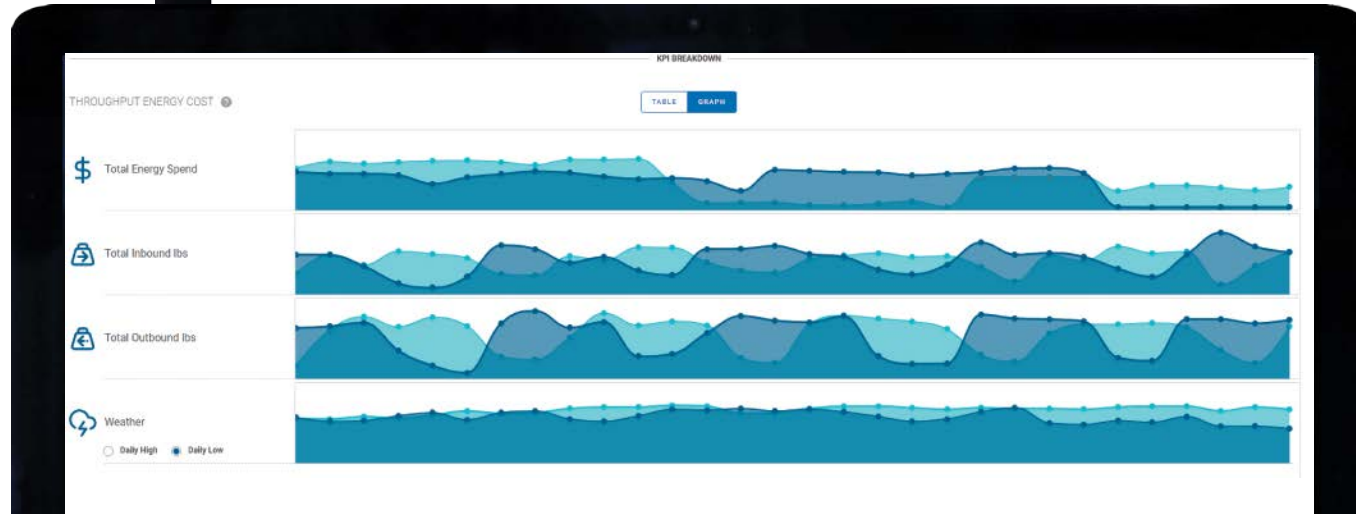 KPI BREAKDOWN
THROUGHPUT ENERGY COST ?
TABLE GRAPH
$ Total Energy Spend
Total Inbound lbs
Total Outbound lbs
Weather
Daily High Daily Low